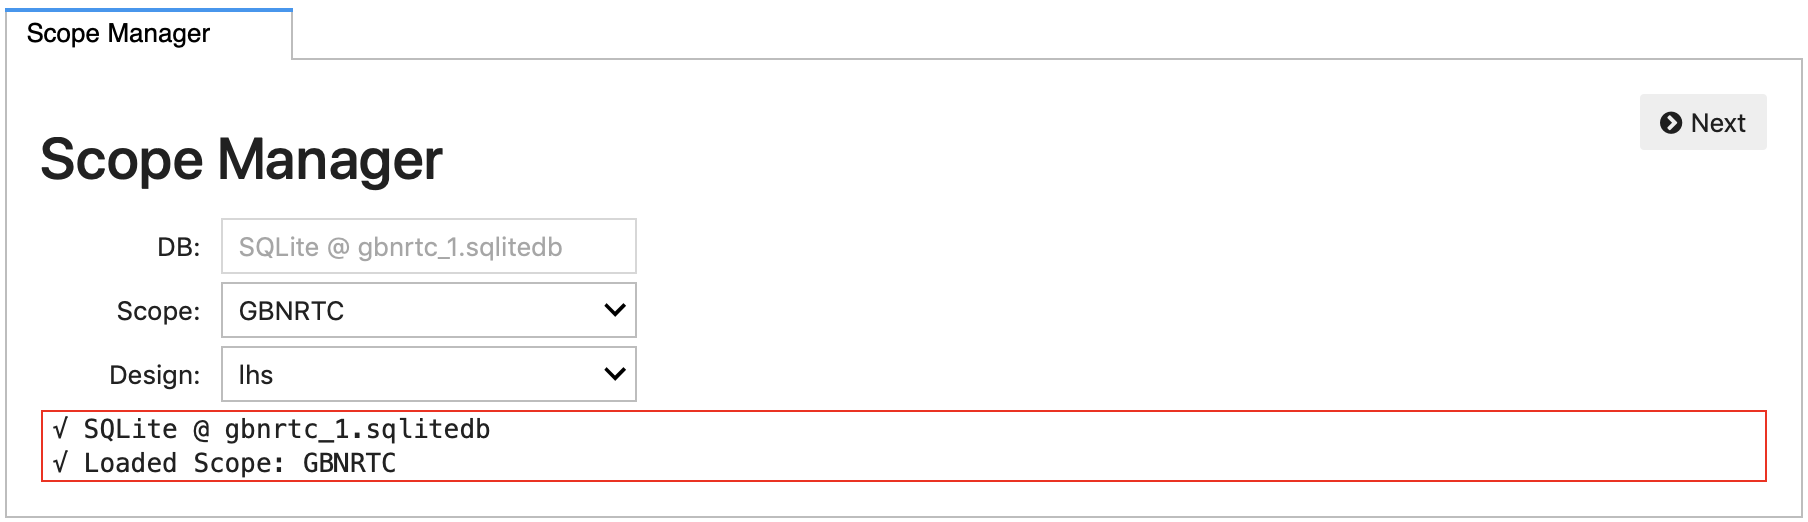 Scope Manager
Next
Scope Manager
DB: SQLite @ gbnrtc_1.sqlitedb
Scope: GBNRTC
Design: lhs
√ SQLite @ gbnrtc_1.sqlitedb
√ Loaded Scope: GBNRTC